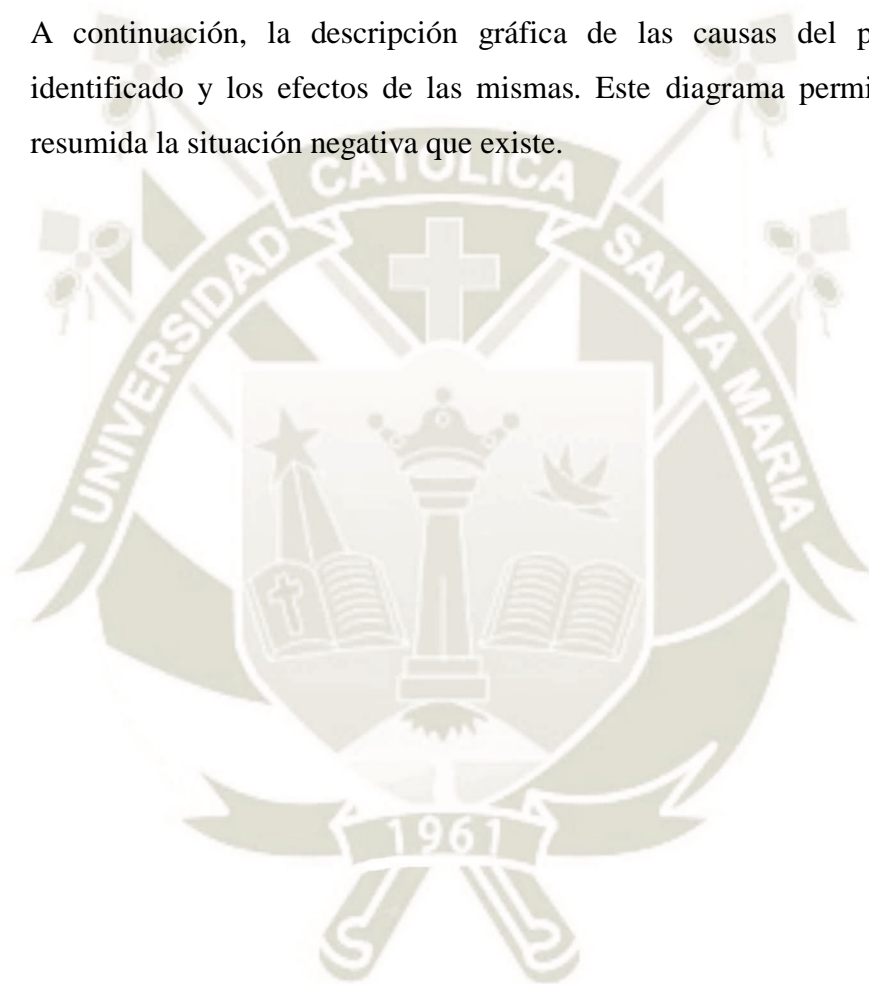 A continuación, la descripción gráfica de las causas del p
identificado y los efectos de las mismas. Este diagrama permi
resumida la situación negativa que existe.
CATOLICA
UNIVERSIDAD
SANTA MARIA
1961